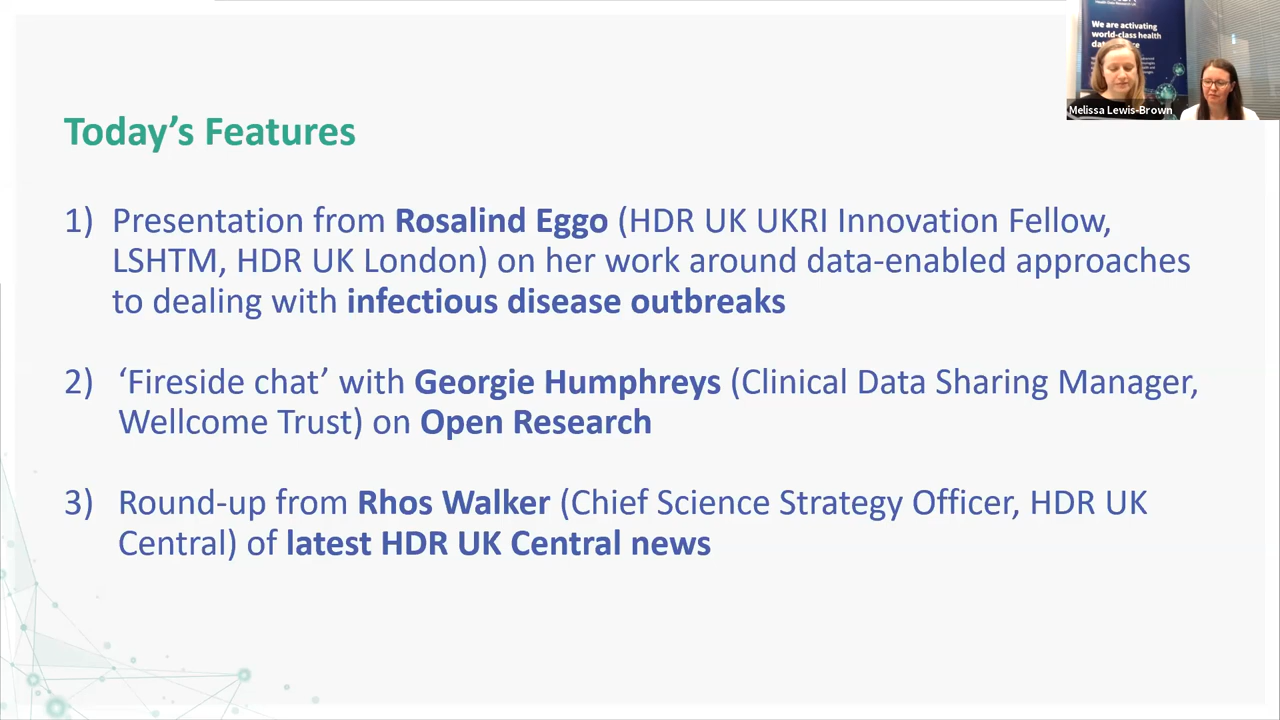 Health Data Research UK
We are activating
world-class health
Melissa Lewis-Brown
Today's Features
1) Presentation from Rosalind Eggo (HDR UK UKRI Innovation Fellow,
LSHTM, HDR UK London) on her work around data-enabled approaches
to dealing with infectious disease outbreaks
2) ‘Fireside chat’ with Georgie Humphreys (Clinical Data Sharing Manager,
Wellcome Trust) on Open Research
3) Round-up from Rhos Walker (Chief Science Strategy Officer, HDR UK
Central) of latest HDR UK Central news